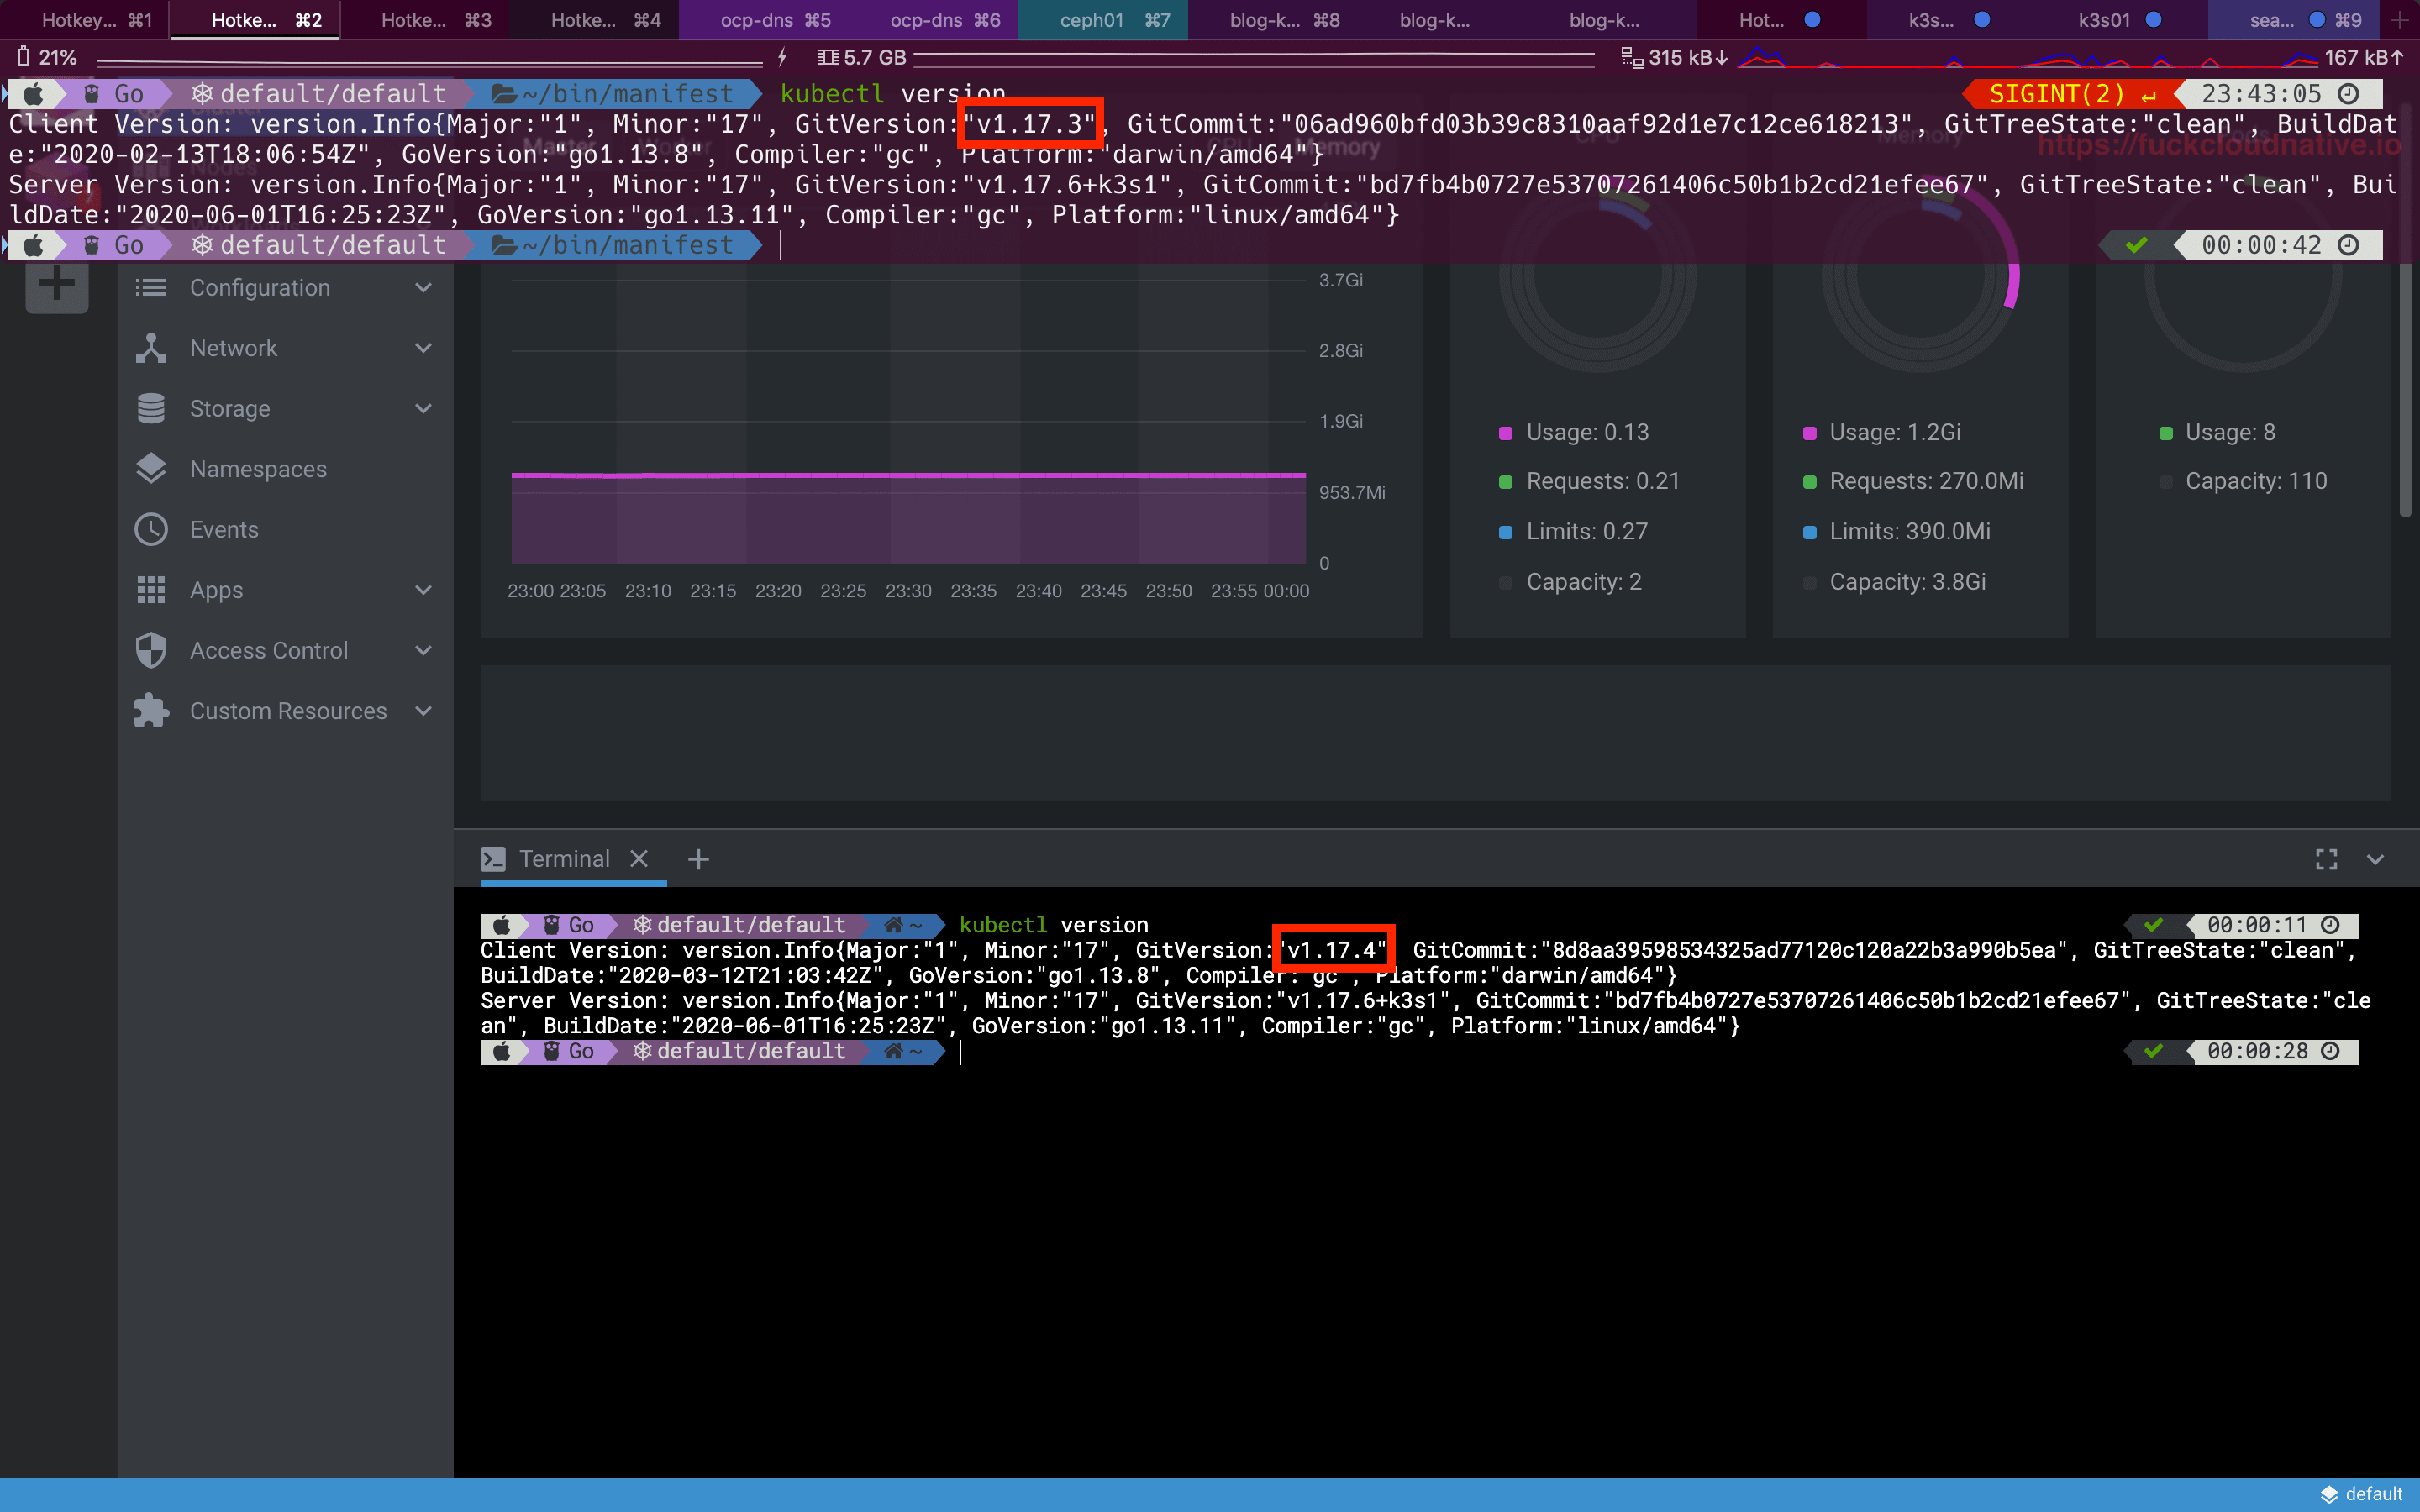 Hotkey... ⌘1 Hotke... ⌘2 Hotke... ⌘3 Hotke... ⌘4 ocp-dns ⌘5 ocp-dns ⌘6 ceph01 ⌘7 blog-k... ⌘8 blog-k... blog-k... Hot... k3s... k3s01 sea... ⌘9
21% 5.7 GB 315 kB↓ 167 kB↑
Go default/default ~/bin/manifest kubectl version SIGINT(2) ↵ 23:43:05
Client Version: version.Info{Major:"1", Minor:"17", GitVersion:"v1.17.3", GitCommit:"06ad960bfd03b39c8310aaf92d1e7c12ce618213", GitTreeState:"clean", BuildDat
e:"2020-02-13T18:06:54Z", GoVersion:"go1.13.8", Compiler:"gc", Platform:"darwin/amd64"}
Master
Memory
Memory
https://fuckcloudnative.io
Nodes
Server Version: version.Info{Major:"1", Minor:"17", GitVersion:"v1.17.6+k3s1", GitCommit:"bd7fb4b0727e53707261406c50b1b2cd21efee67", GitTreeState:"clean", Bui
ldDate:"2020-06-01T16:25:23Z", GoVersion:"go1.13.11", Compiler:"gc", Platform:"linux/amd64"}
Go default/default ~/bin/manifest 00:00:42
Configuration
Network
Storage
Namespaces
Events
Apps
Access Control
Custom Resources
3.7Gi
2.8Gi
1.9Gi
953.7Mi
0
23:00 23:05 23:10 23:15 23:20 23:25 23:30 23:35 23:40 23:45 23:50 23:55 00:00
Usage: 0.13
Requests: 0.21
Limits: 0.27
Capacity: 2
Usage: 1.2Gi
Requests: 270.0Mi
Limits: 390.0Mi
Capacity: 3.8Gi
Usage: 8
Capacity: 110
Terminal
Go default/default ~ kubectl version 00:00:11
Client Version: version.Info{Major:"1", Minor:"17", GitVersion:"v1.17.4" GitCommit:"8d8aa39598534325ad77120c120a22b3a990b5ea", GitTreeState:"clean",
BuildDate:"2020-03-12T21:03:42Z", GoVersion:"go1.13.8", Compiler:"gc", Platform:"darwin/amd64"}
Server Version: version.Info{Major:"1", Minor:"17", GitVersion:"v1.17.6+k3s1", GitCommit:"bd7fb4b0727e53707261406c50b1b2cd21efee67", GitTreeState:"cle
an", BuildDate:"2020-06-01T16:25:23Z", GoVersion:"go1.13.11", Compiler:"gc", Platform:"linux/amd64"}
Go default/default ~ 00:00:28
default